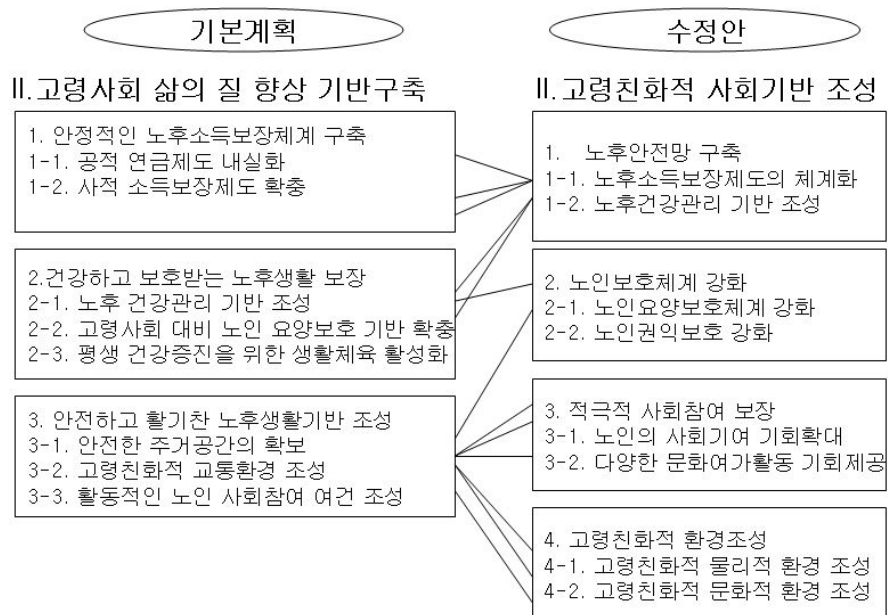 기본계획
수정안
Ⅱ.고령사회 삶의 질 향상 기반구축
Ⅱ.고령친화적 사회기반 조성
1. 안정적인 노후소득보장체계 구축
1-1. 공적 연금제도 내실화
1-2. 사적 소득보장제도 확충
2.건강하고 보호받는 노후생활 보장
2-1. 노후 건강관리 기반 조성
2-2. 고령사회 대비 노인 요양보호 기반 확충
2-3. 평생 건강증진을 위한 생활체육 활성화
3. 안전하고 활기찬 노후생활기반 조성
3-1. 안전한 주거공간의 확보
3-2. 고령친화적 교통환경 조성
3-3. 활동적인 노인 사회참여 여건 조성
1. 노후안전망 구축
1-1. 노후소득보장제도의 체계화
1-2. 노후건강관리 기반 조성
2. 노인보호체계 강화
2-1. 노인요양보호체계 강화
2-2. 노인권익보호 강화
3. 적극적 사회참여 보장
3-1. 노인의 사회기여 기회확대
3-2. 다양한 문화여가활동 기회제공
4. 고령친화적 환경조성
4-1. 고령친화적 물리적 환경 조성
4-2. 고령친화적 문화적 환경 조성